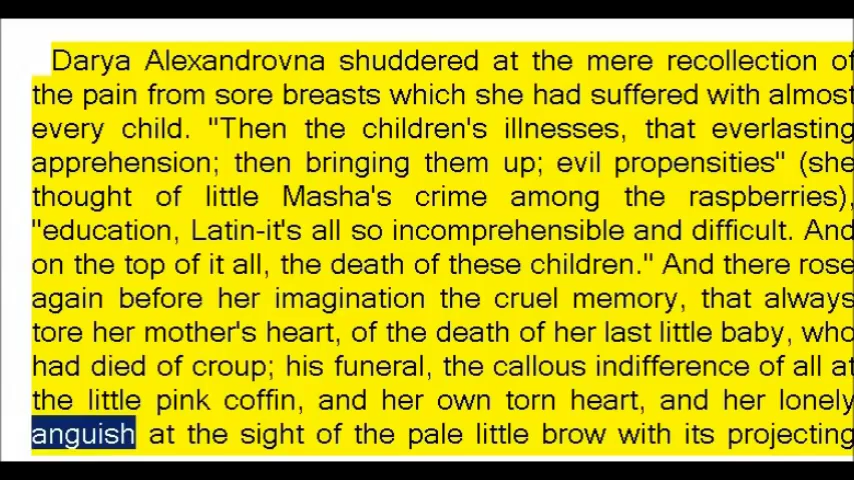 Darya Alexandrovna shuddered at the mere recollection of
the pain from sore breasts which she had suffered with almost
every child. "Then the children's illnesses, that everlasting
apprehension; then bringing them up; evil propensities" (she
thought of little Masha's crime among the raspberries),
"education, Latin-it's all so incomprehensible and difficult. And
on the top of it all, the death of these children." And there rose
again before her imagination the cruel memory, that always
tore her mother's heart, of the death of her last little baby, who
had died of croup; his funeral, the callous indifference of all at
the little pink coffin, and her own torn heart, and her lonely
anguish at the sight of the pale little brow with its projecting